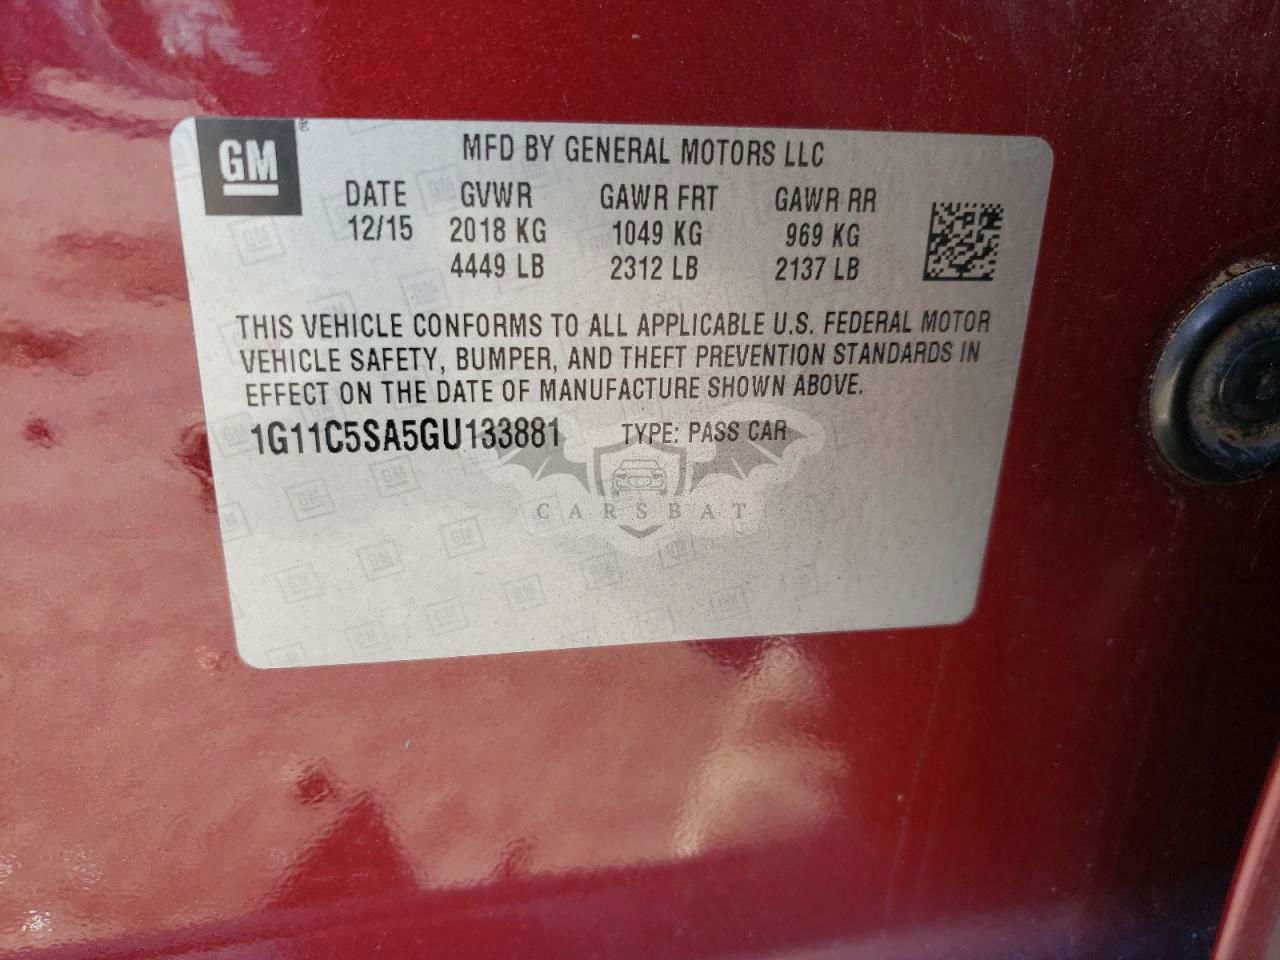 GM
MFD BY GENERAL MOTORS LLC
DATE GVWR GAWR FRT GAWR RR
12/15 2018 KG 1049 KG 969 KG
4449 LB 2312 LB 2137 LB
THIS VEHICLE CONFORMS TO ALL APPLICABLE U.S. FEDERAL MOTOR
VEHICLE SAFETY, BUMPER, AND THEFT PREVENTION STANDARDS IN
EFFECT ON THE DATE OF MANUFACTURE SHOWN ABOVE.
1G11C5SA5GU133881 TYPE: PASS CAR
CARSBAT